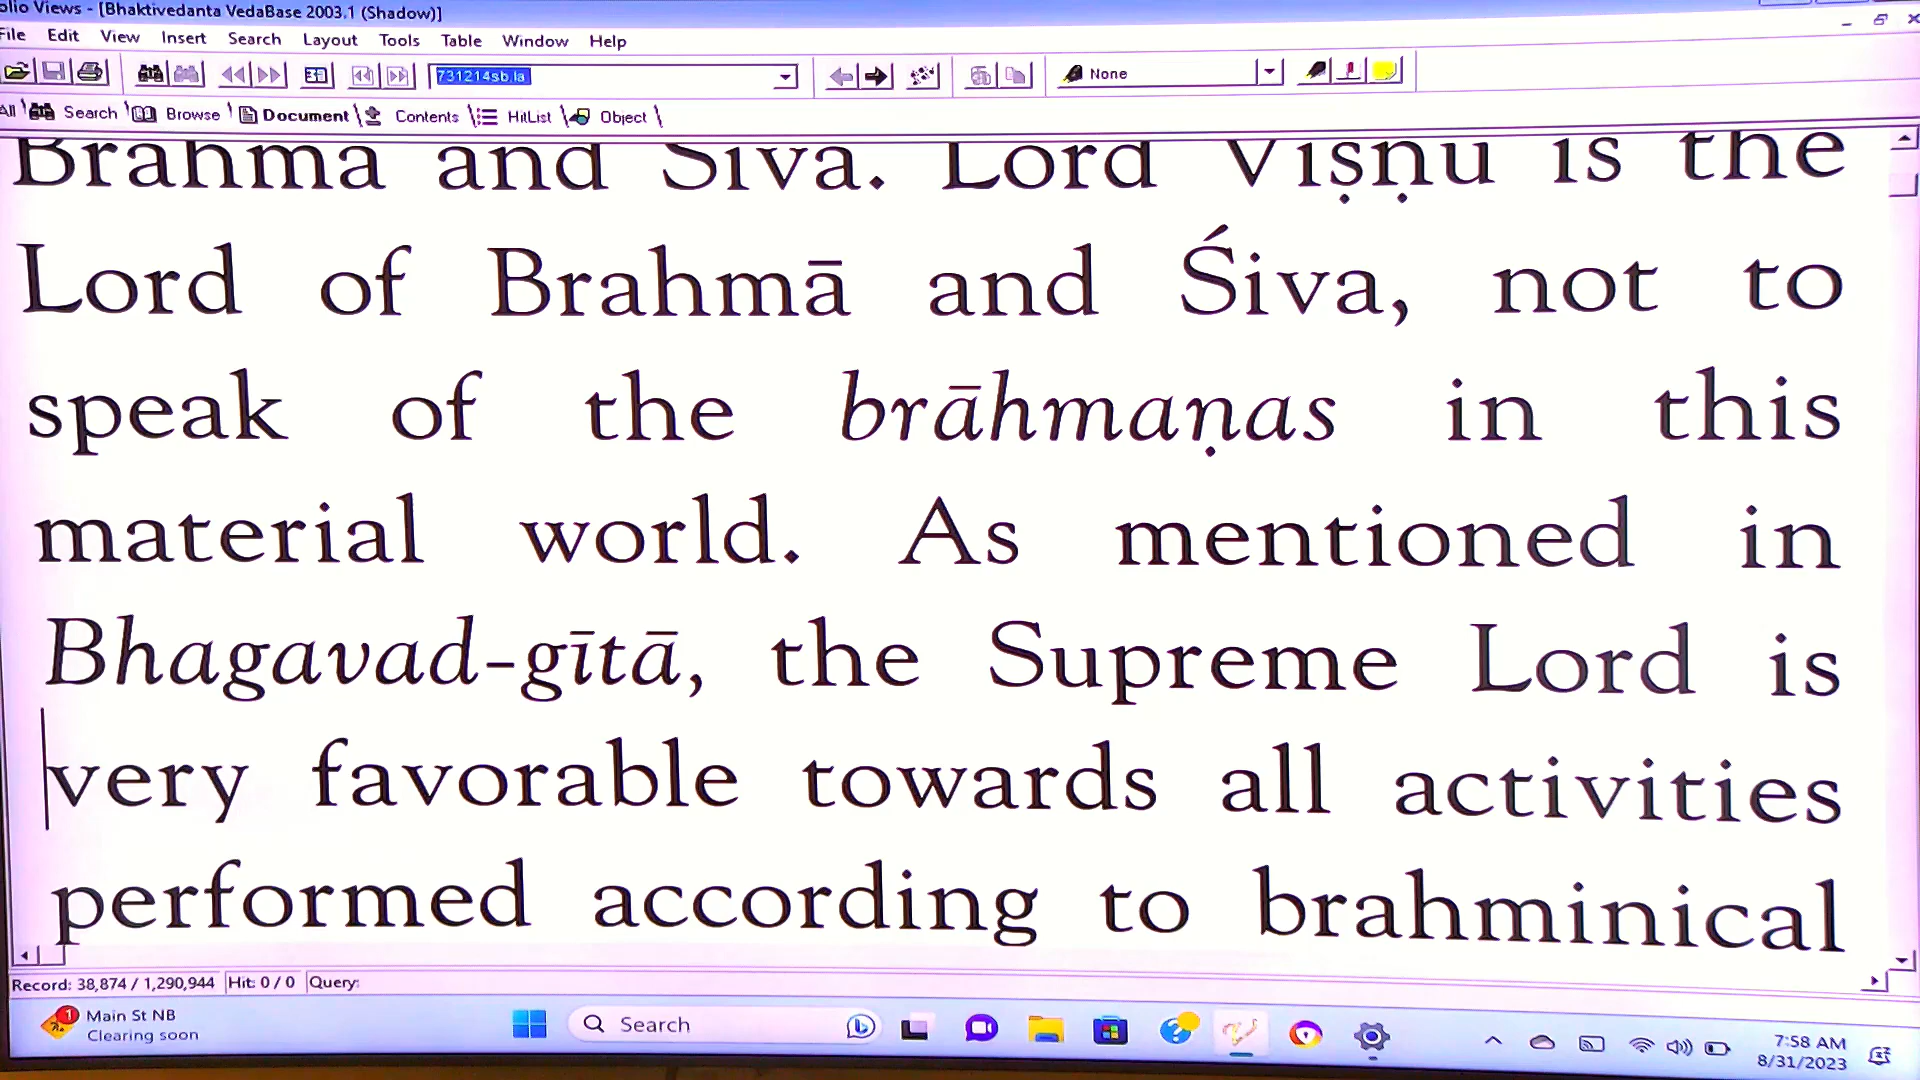 olio Views - [Bhaktivedanta VedaBase 2003.1 (Shadow)]
File Edit View Insert Search Layout Tools Table Window Help
731214sb.la
None
All Search Browse Document Contents HitList Object
Brahmā and Śiva. Lord Viṣṇu is the
Lord of Brahmā and Śiva, not to
speak of the brāhmaṇas in this
material world. As mentioned in
Bhagavad-gītā, the Supreme Lord is
very favorable towards all activities
performed according to brahminical
Record: 38,874 / 1,290,944 Hit: 0 / 0 Query:
1 Main St NB
Clearing soon
Search
7:58 AM
8/31/2023